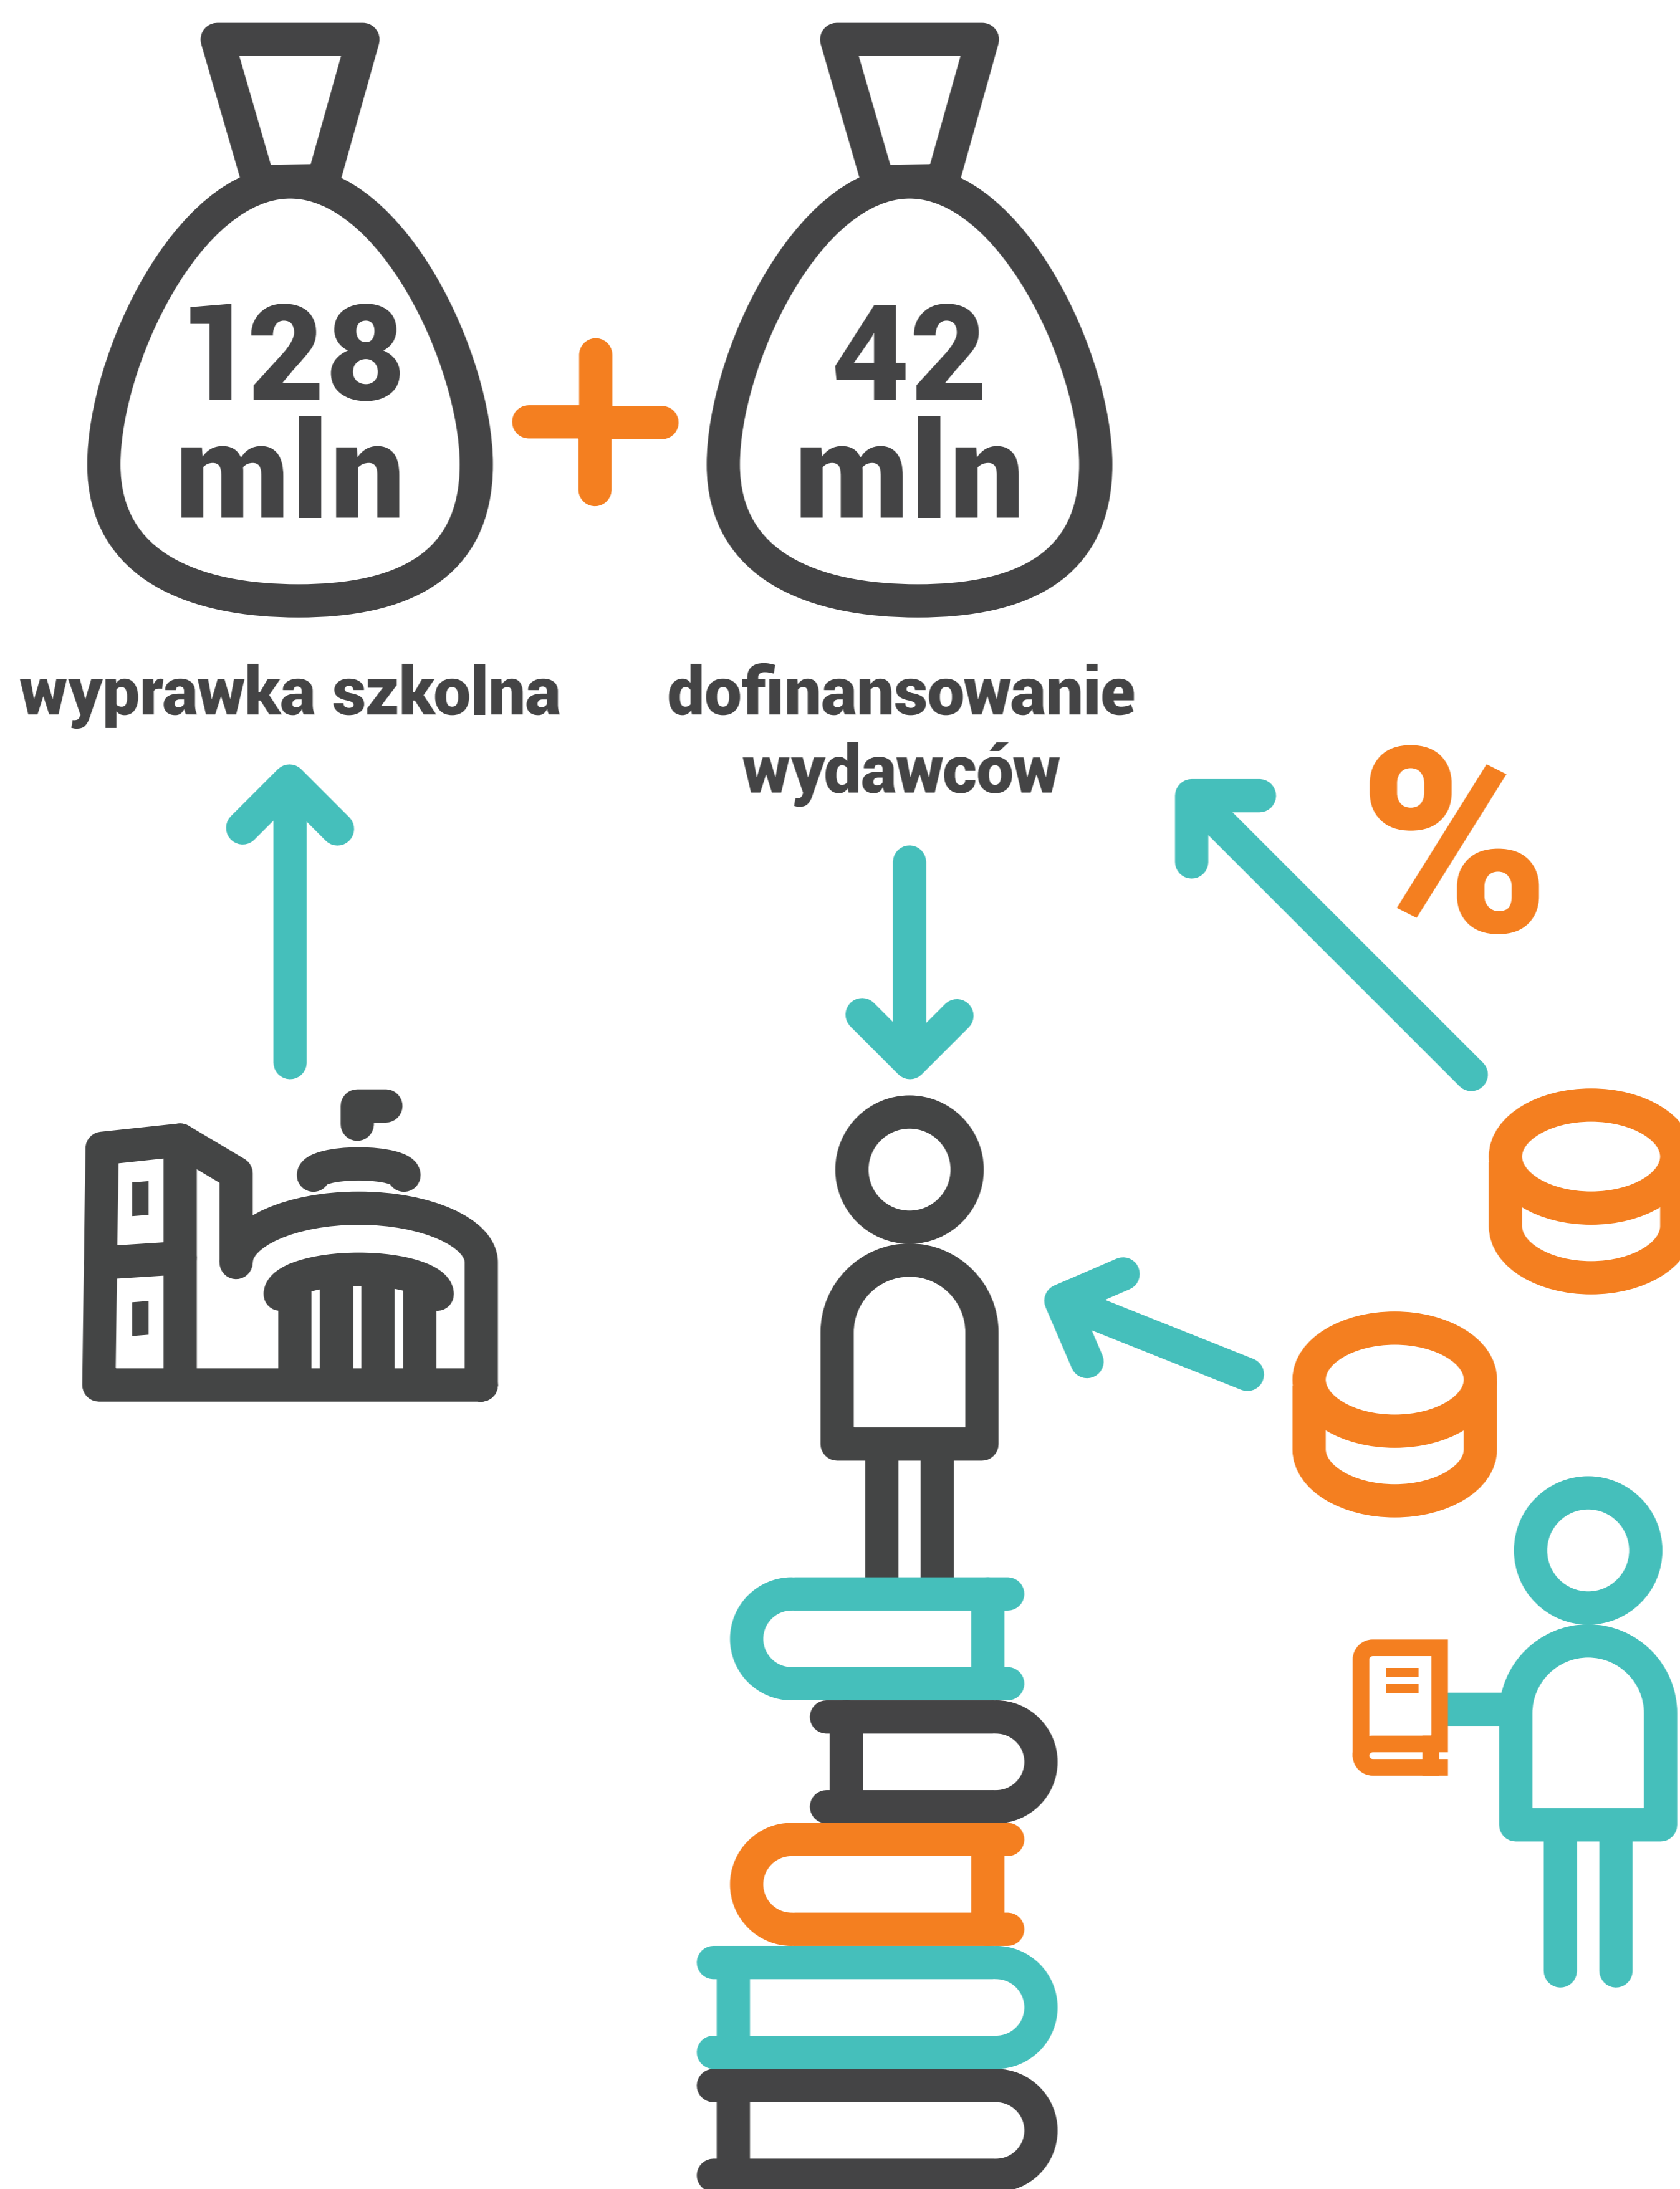 128
mln
42
mln
wyprawka szkolna
dofinansowanie
wydawców
%